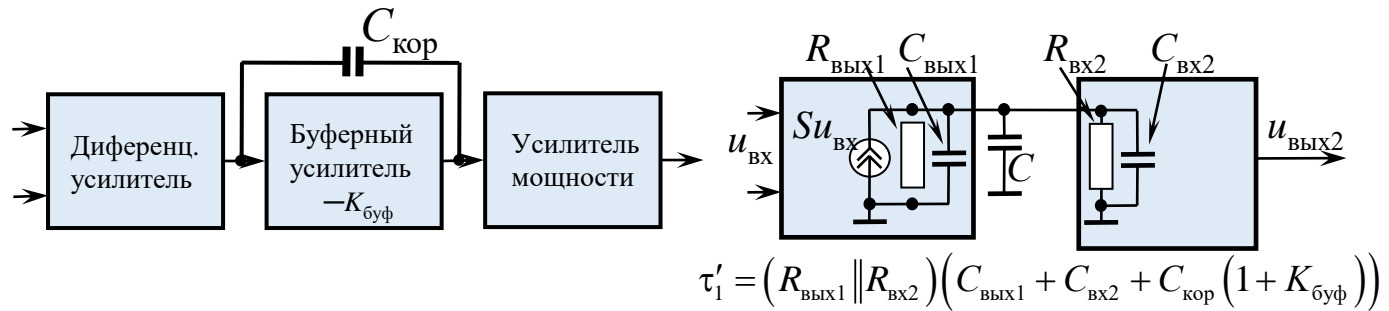 C_кор
Диференц.
усилитель
Буферный
усилитель
−K_буф
Усилитель
мощности
R_вых1
C_вых1
R_вх2
C_вх2
u_вх
Su_вх
C
u_вых2
τ′_1 = (R_вых1 ‖ R_вх2)(C_вых1 + C_вх2 + C_кор (1 + K_буф))